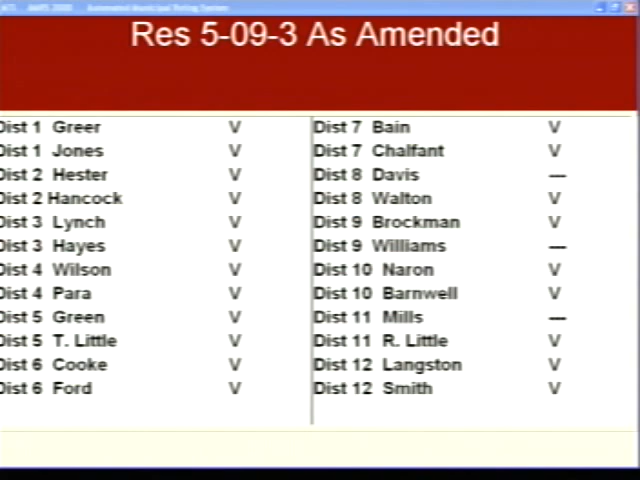 Automated Municipal Voting System
Res 5-09-3 As Amended
Dist 1 Greer V
Dist 1 Jones V
Dist 2 Hester V
Dist 2 Hancock V
Dist 3 Lynch V
Dist 3 Hayes V
Dist 4 Wilson V
Dist 4 Para V
Dist 5 Green V
Dist 5 T. Little V
Dist 6 Cooke V
Dist 6 Ford V
Dist 7 Bain V
Dist 7 Chalfant V
Dist 8 Davis ---
Dist 8 Walton V
Dist 9 Brockman V
Dist 9 Williams ---
Dist 10 Naron V
Dist 10 Barnwell V
Dist 11 Mills ---
Dist 11 R. Little V
Dist 12 Langston V
Dist 12 Smith V